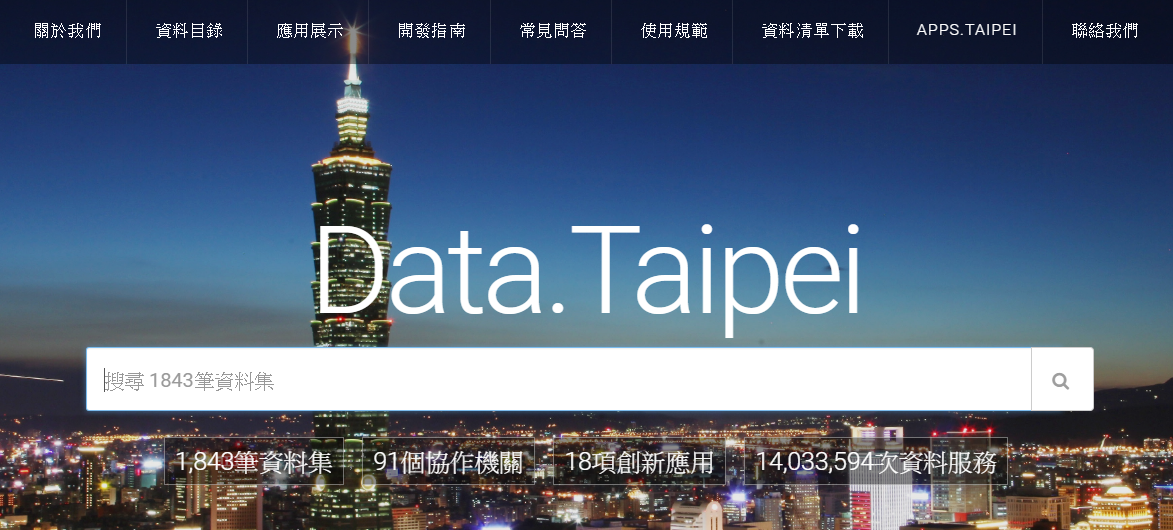 關於我們 資料目錄 應用展示 開發指南 常見問答 使用規範 資料清單下載 APPS.TAIPEI 聯絡我們
Data.Taipei
搜尋 1843筆資料集
1,843筆資料集 91個協作機關 18項創新應用 14,033,594次資料服務